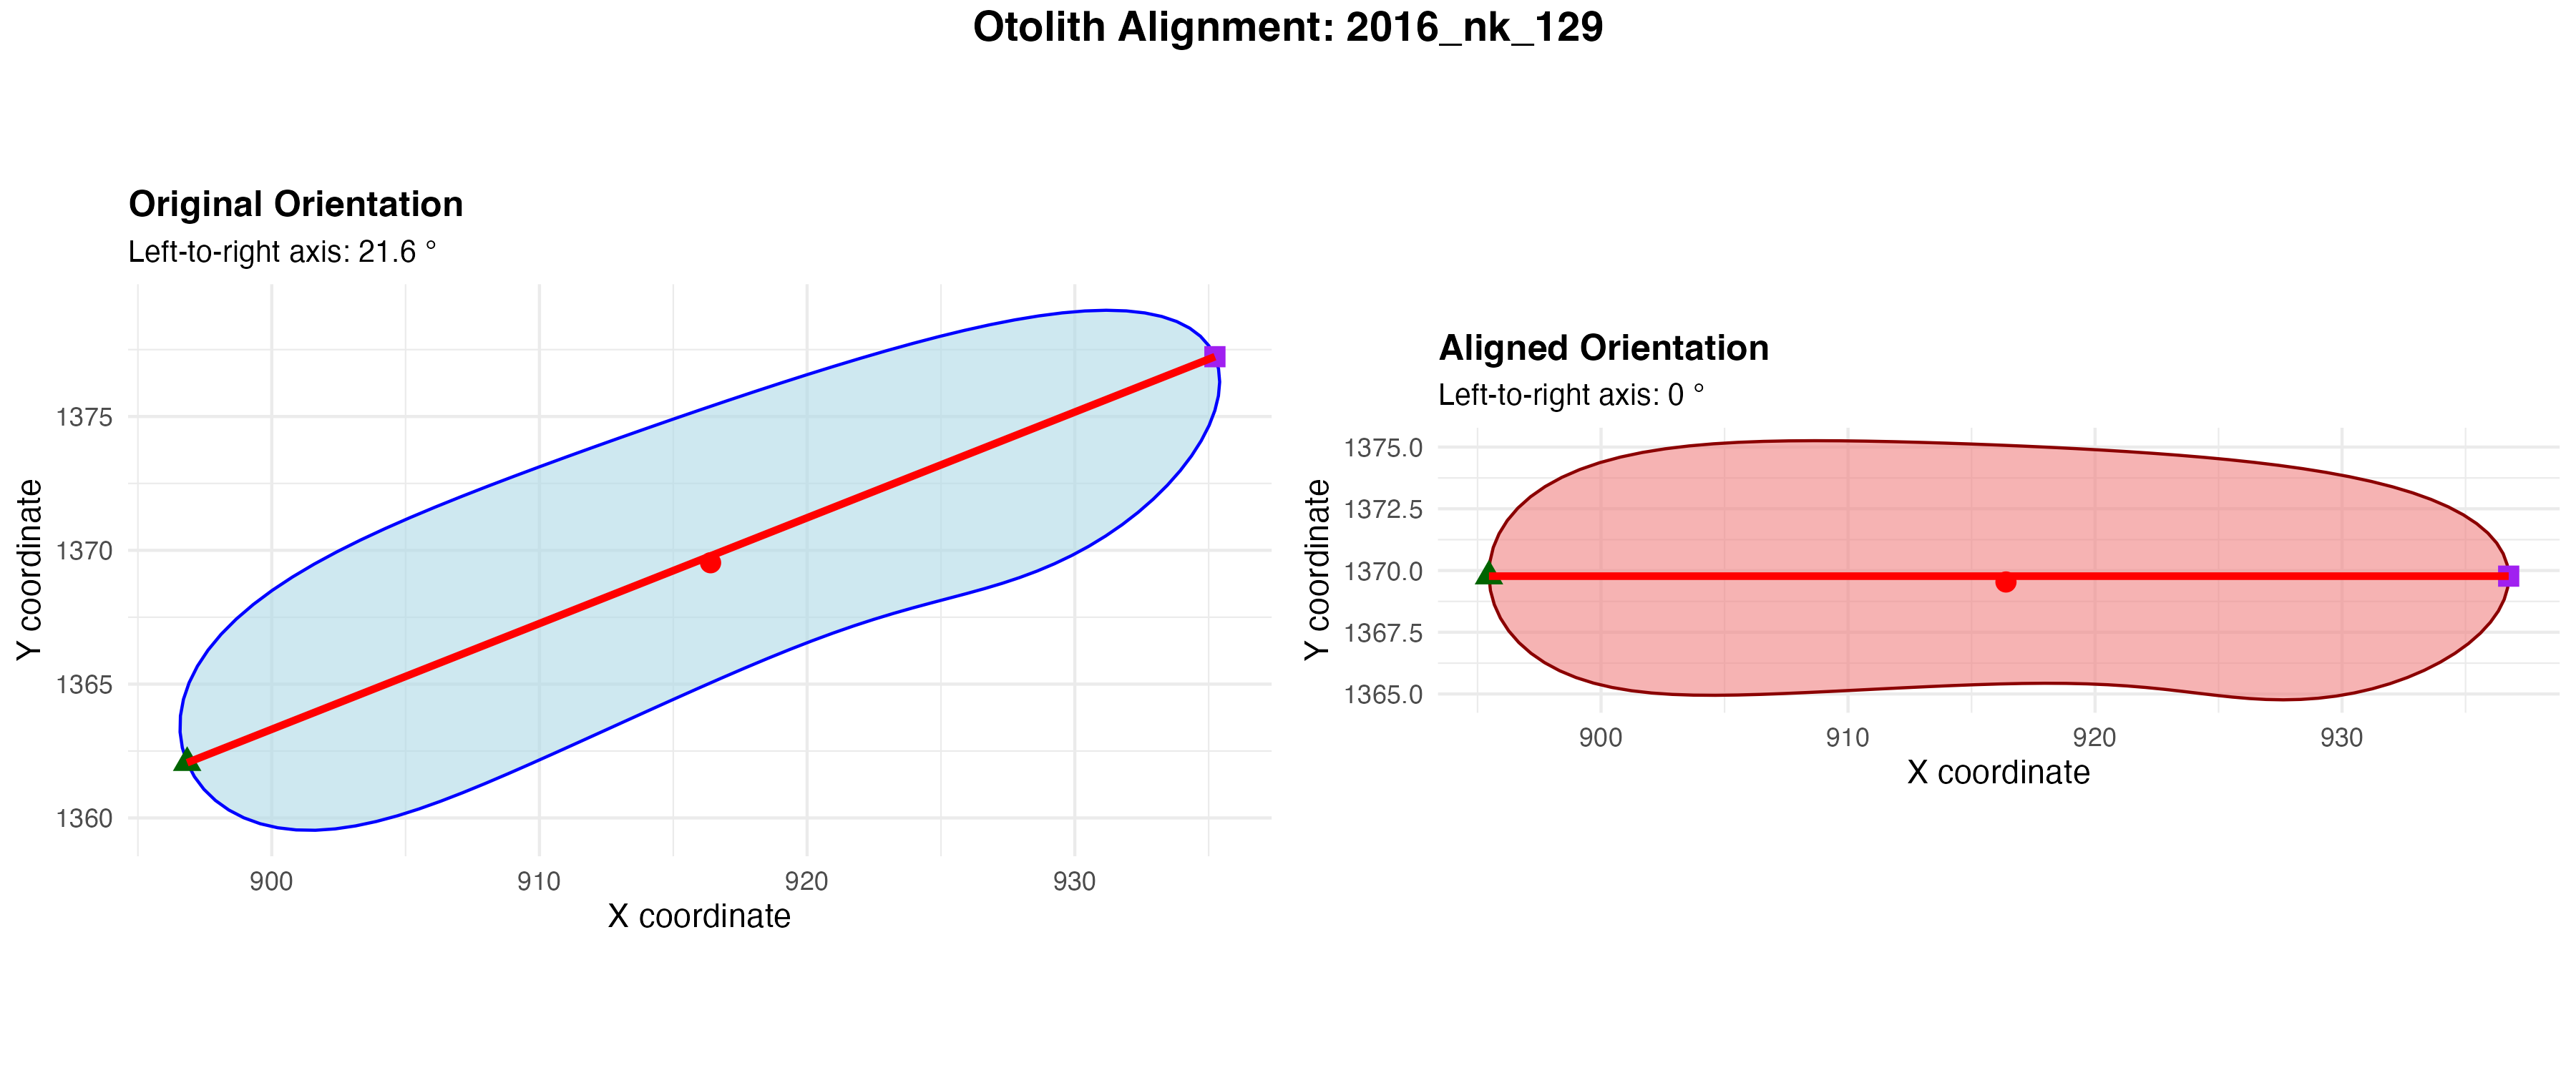 Otolith Alignment: 2016_nk_129
Original Orientation
Left-to-right axis: 21.6 °
Y coordinate
1375
1370
1365
1360
900 910 920 930
X coordinate
Aligned Orientation
Left-to-right axis: 0 °
Y coordinate
1375.0
1372.5
1370.0
1367.5
1365.0
900 910 920 930
X coordinate